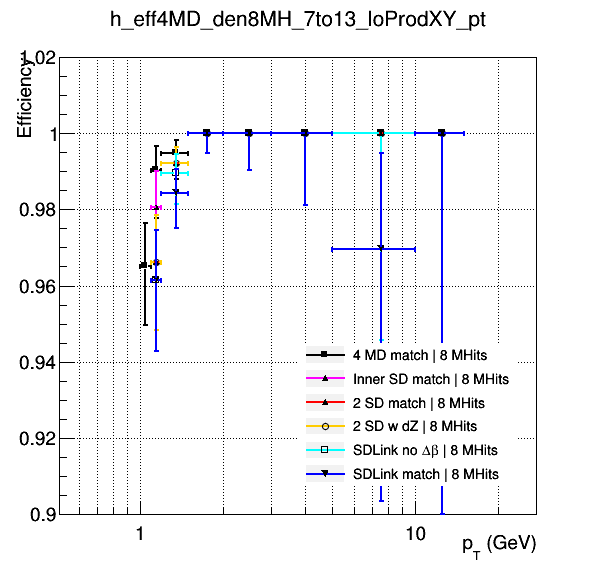 h_eff4MD_den8MH_7to13_loProdXY_pt
Efficiency
1.02
1
0.98
0.96
0.94
0.92
0.9
4 MD match | 8 MHits
Inner SD match | 8 MHits
2 SD match | 8 MHits
2 SD w dZ | 8 MHits
SDLink no Δβ | 8 MHits
SDLink match | 8 MHits
1
10
p_T (GeV)